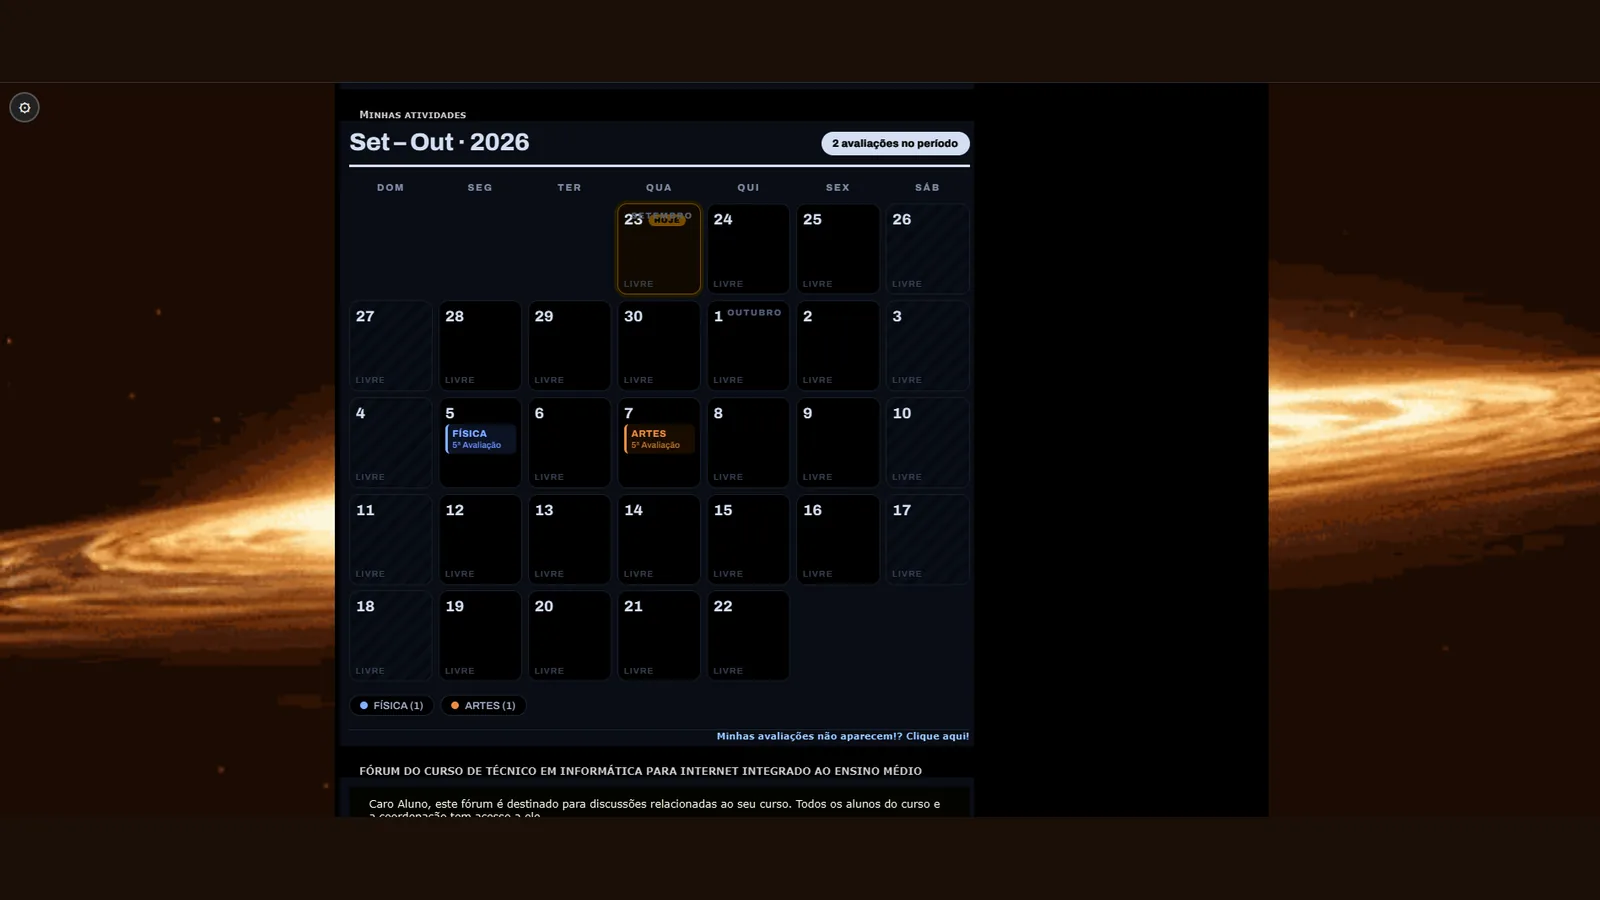 Minhas atividades
Set – Out · 2026
2 avaliações no período
DOM SEG TER QUA QUI SEX SÁB
SETEMBRO
23 HOJE 24 25 26
LIVRE LIVRE LIVRE LIVRE
27 28 29 30 1 OUTUBRO 2 3
LIVRE LIVRE LIVRE LIVRE LIVRE LIVRE LIVRE
4 5 6 7 8 9 10
FÍSICA ARTES
5ª Avaliação 5ª Avaliação
LIVRE LIVRE LIVRE LIVRE LIVRE
11 12 13 14 15 16 17
LIVRE LIVRE LIVRE LIVRE LIVRE LIVRE LIVRE
18 19 20 21 22
LIVRE LIVRE LIVRE LIVRE LIVRE
FÍSICA (1) ARTES (1)
Minhas avaliações não aparecem!? Clique aqui!
FÓRUM DO CURSO DE TÉCNICO EM INFORMÁTICA PARA INTERNET INTEGRADO AO ENSINO MÉDIO
Caro Aluno, este fórum é destinado para discussões relacionadas ao seu curso. Todos os alunos do curso e
a coordenação tem acesso a ele.